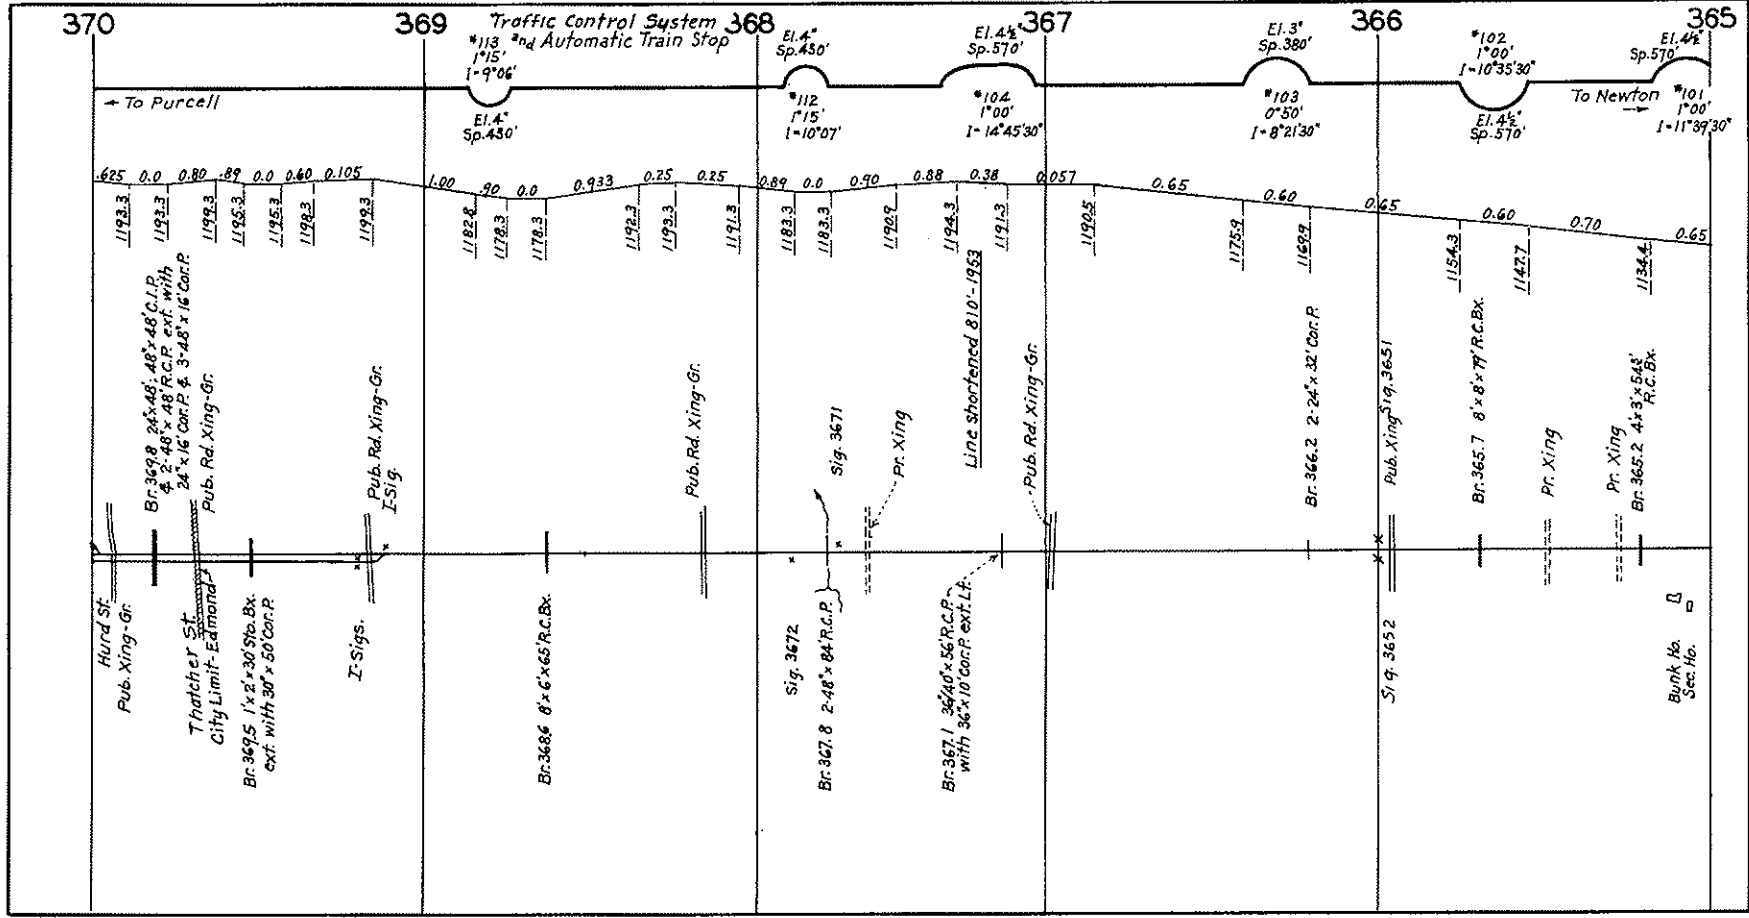 370 369 368 367 366 365
Traffic Control System
and Automatic Train Stop
#113
1°15'
I-9°06'
El.4"
Sp.450'
El.4½"
Sp.570'
El.3"
Sp.380'
#102
1°00'
I-10°35'30"
El.4½"
Sp.570'
← To Purcell
El.4"
Sp.430'
#112
1°15'
I-10°07'
#104
1°00'
I-14°45'30"
#103
0°50'
I-8°21'30"
El.4½"
Sp.570'
To Newton →
#101
1°00'
I-11°39'30"
.625 0.0 0.80 .89 0.0 0.60 0.105 1.00 .90 0.0 0.933 0.25 0.25 0.89 0.0 0.90 0.88 0.38 0.057 0.65 0.60 0.65 0.60 0.70 0.65
1193.3 1193.3 1199.3 1195.3 1195.3 1198.3 1199.3 1182.8 1178.3 1178.3 1192.3 1193.3 1191.3 1183.3 1183.3 1190.9 1194.3 1191.3 1190.5 1175.9 1169.9 1154.3 1147.7 1134.4
Br. 369.8 24"x48', 48"x48' C.I.P.
& 2-48"x48' R.C.P. ext. with
24"x16' Cor.P. & 3-48"x16' Cor.P.
Pub. Rd. Xing-Gr.
Pub. Rd. Xing-Gr.
I-Sig.
Pub. Rd. Xing-Gr.
Sig. 3671
Pr. Xing
Line shortened 810'-1953
Pub. Rd. Xing-Gr.
Br. 366.2 2-24"x32' Cor.P.
Pub. Xing
Sig. 3651
Br. 365.7 8'x8'x79' R.C.Bx.
Pr. Xing
Pr. Xing
Br. 365.2 4'x3'x54½'
R.C.Bx.
Hurd St.
Pub. Xing-Gr.
Thatcher St.
City Limit-Edmond
Br. 369.5 1'x2'x30' Sto.Bx.
ext. with 30"x50' Cor.P.
I-Sigs.
Br. 368.6 8'x6'x65' R.C.Bx.
Sig. 3672
Br. 367.8 2-48"x84' R.C.P.
Br. 367.1 36"/40"x56' R.C.P.
with 36"x10' Cor.P. ext. Lt.
Sig. 3652
Bunk Ho.
Sec. Ho.